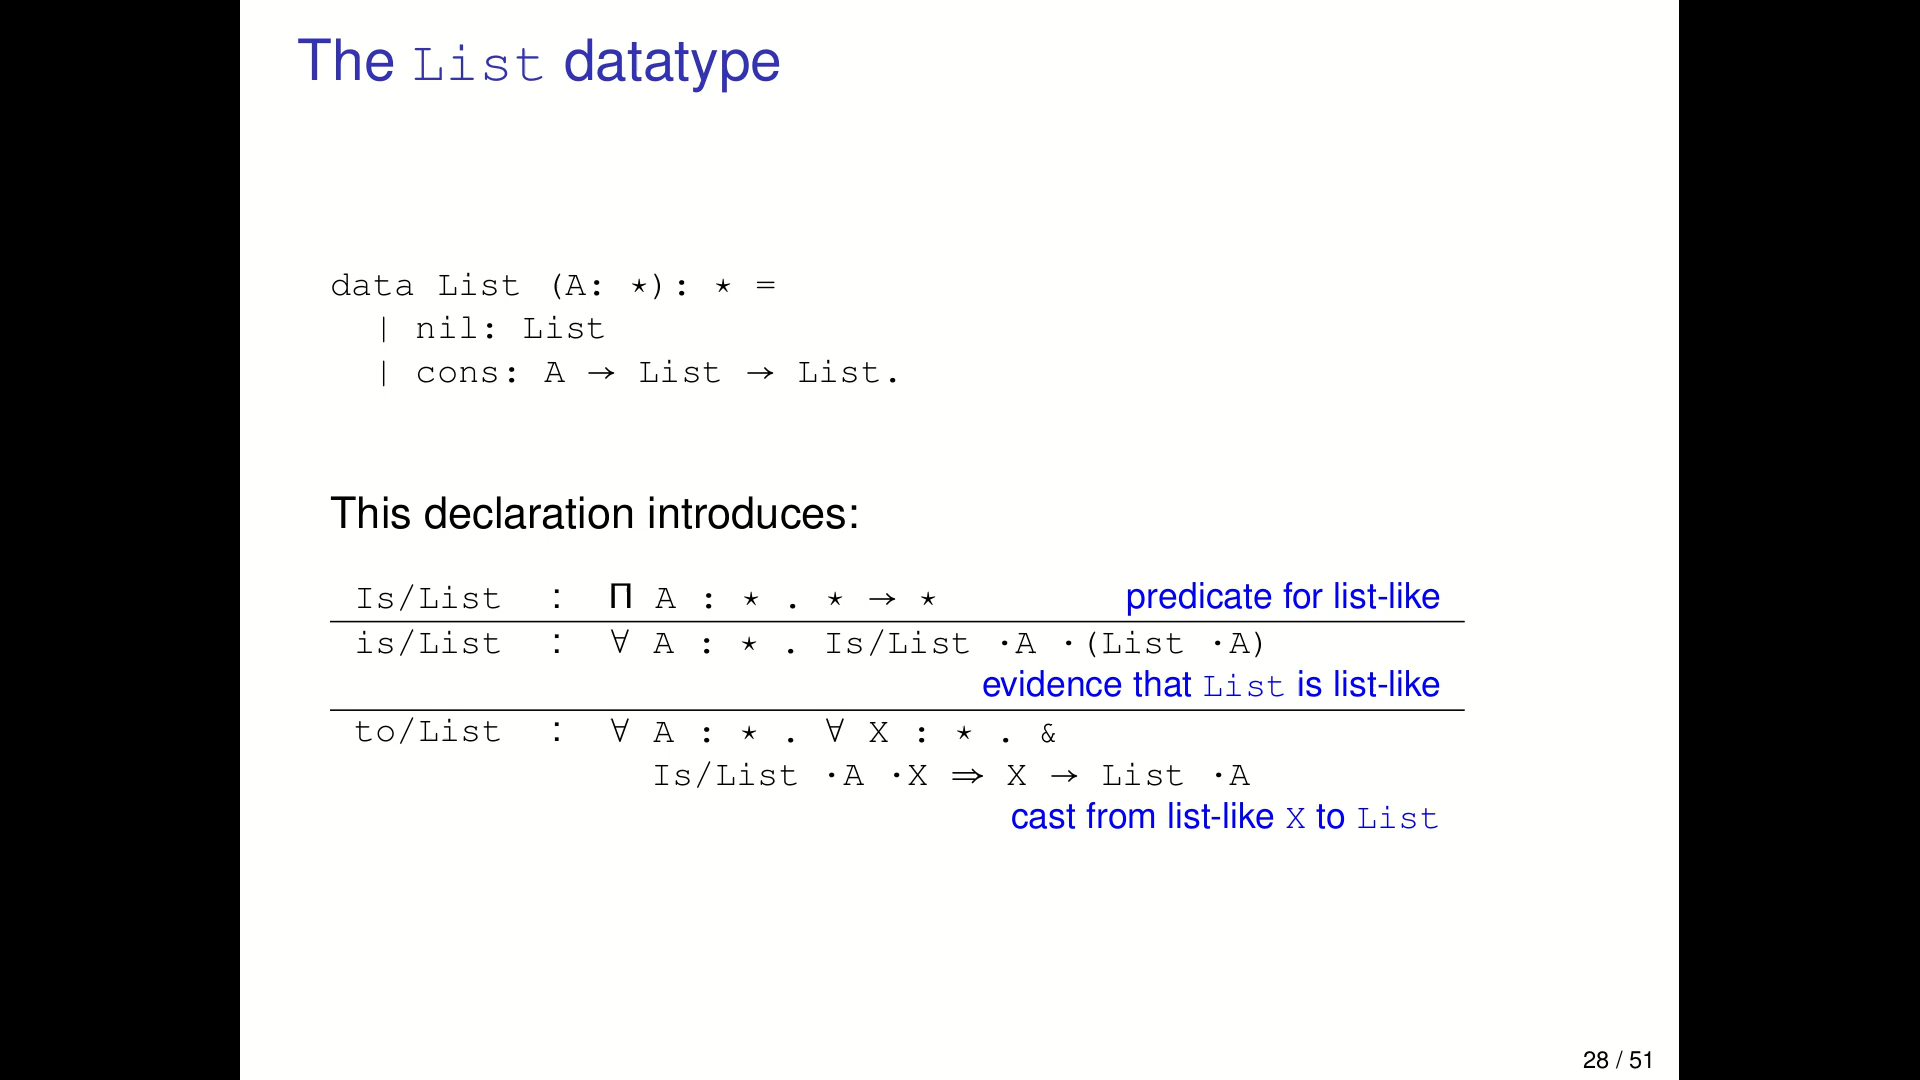 The List datatype
data List (A: ⋆): ⋆ =
| nil: List
| cons: A → List → List.
This declaration introduces:
Is/List : Π A : ⋆ . ⋆ → ⋆ predicate for list-like
is/List : ∀ A : ⋆ . Is/List ·A ·(List ·A)
evidence that List is list-like
to/List : ∀ A : ⋆ . ∀ X : ⋆ . &
Is/List ·A ·X ⇒ X → List ·A
cast from list-like X to List
28 / 51